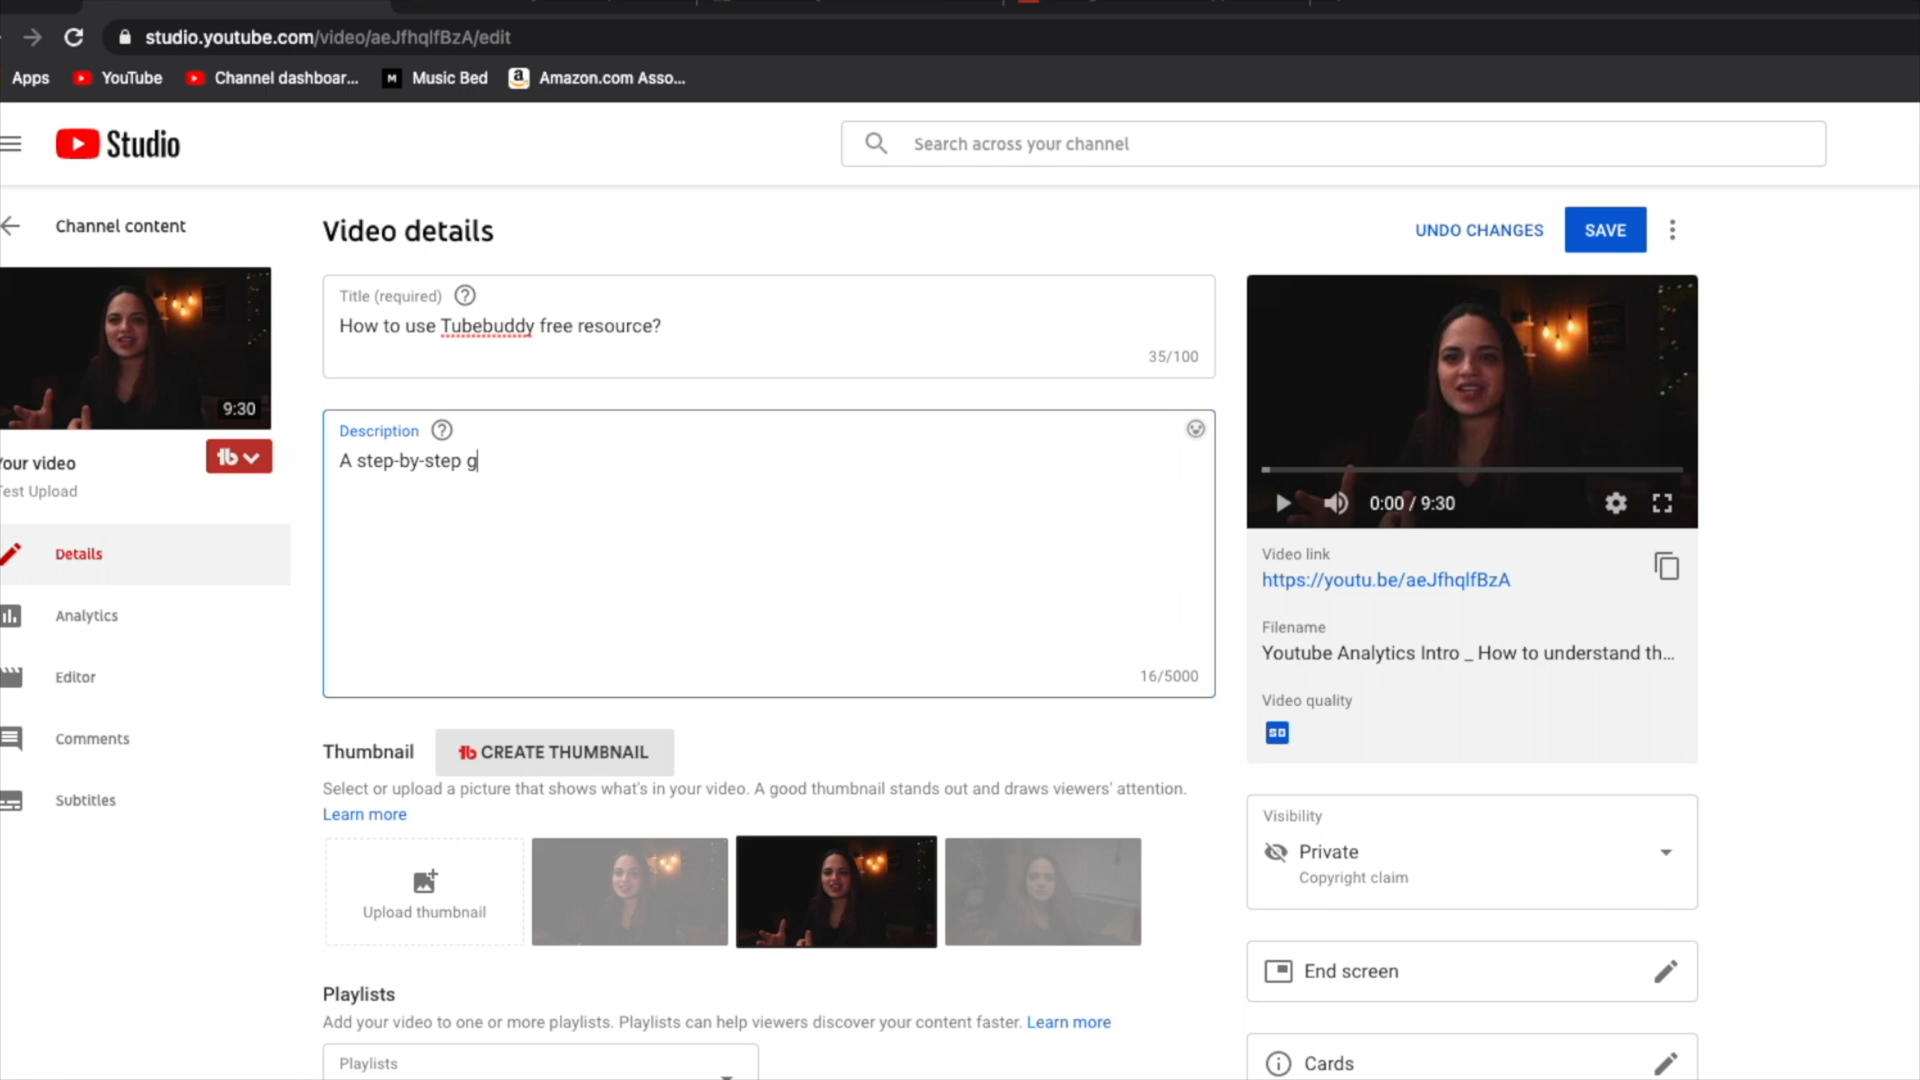 studio.youtube.com/video/aeJfhqlfBzA/edit
Apps YouTube Channel dashboar... M Music Bed a Amazon.com Asso...
Studio
Search across your channel
Channel content
Video details
UNDO CHANGES
SAVE
Title (required)
How to use Tubebuddy free resource?
35/100
9:30
Your video
Test Upload
Description
A step-by-step g
16/5000
0:00 / 9:30
Video link
https://youtu.be/aeJfhqlfBzA
Filename
Youtube Analytics Intro _ How to understand th...
Video quality
SD
Details
Analytics
Editor
Comments
Subtitles
Thumbnail
tb CREATE THUMBNAIL
Select or upload a picture that shows what's in your video. A good thumbnail stands out and draws viewers' attention.
Learn more
Upload thumbnail
Visibility
Private
Copyright claim
End screen
Cards
Playlists
Add your video to one or more playlists. Playlists can help viewers discover your content faster. Learn more
Playlists